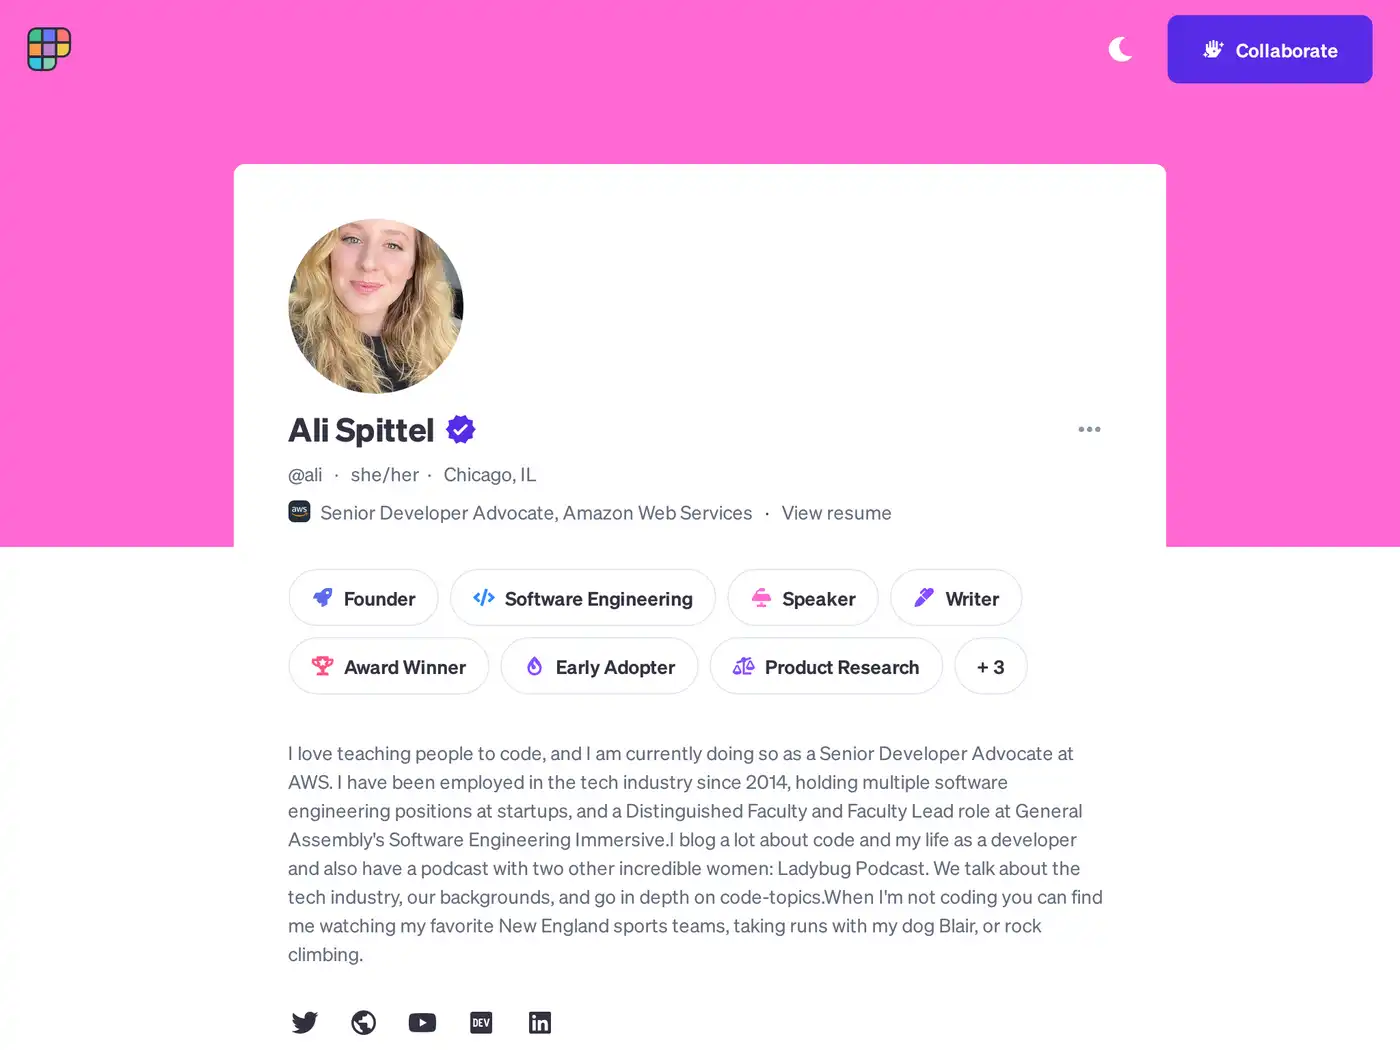 Collaborate
Ali Spittel
@ali · she/her · Chicago, IL
aws Senior Developer Advocate, Amazon Web Services · View resume
Founder Software Engineering Speaker Writer
Award Winner Early Adopter Product Research + 3
I love teaching people to code, and I am currently doing so as a Senior Developer Advocate at
AWS. I have been employed in the tech industry since 2014, holding multiple software
engineering positions at startups, and a Distinguished Faculty and Faculty Lead role at General
Assembly's Software Engineering Immersive.I blog a lot about code and my life as a developer
and also have a podcast with two other incredible women: Ladybug Podcast. We talk about the
tech industry, our backgrounds, and go in depth on code-topics.When I'm not coding you can find
me watching my favorite New England sports teams, taking runs with my dog Blair, or rock
climbing.
DEV in